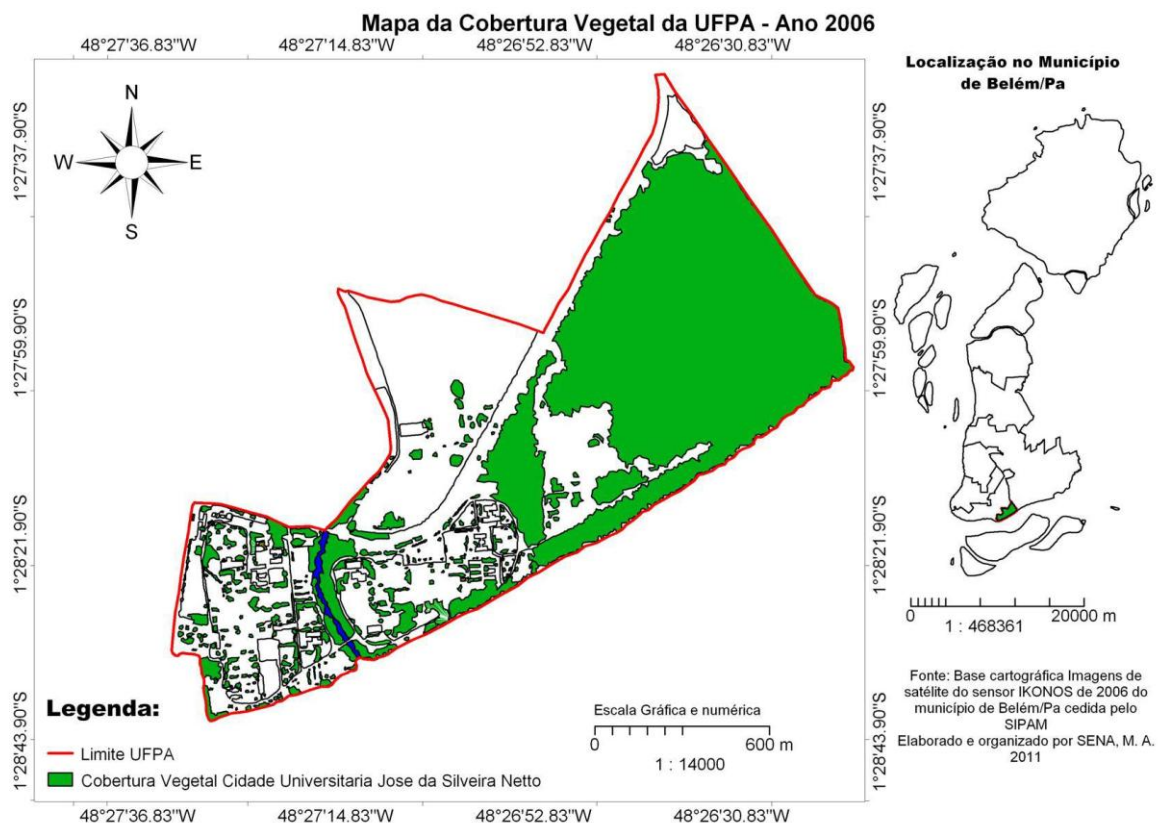 Mapa da Cobertura Vegetal da UFPA - Ano 2006
48°27'36.83"W 48°27'14.83"W 48°26'52.83"W 48°26'30.83"W
Localização no Município
de Belém/Pa
N
W E
S
1°27'37.90"S
1°27'59.90"S
1°28'21.90"S
1°28'43.90"S
1°27'37.90"S
1°27'59.90"S
1°28'21.90"S
1°28'43.90"S
0 20000 m
1 : 468361
Fonte: Base cartográfica Imagens de
satélite do sensor IKONOS de 2006 do
município de Belém/Pa cedida pelo
SIPAM
Elaborado e organizado por SENA, M. A.
2011
Legenda:
Limite UFPA
Cobertura Vegetal Cidade Universitaria Jose da Silveira Netto
Escala Gráfica e numérica
0 600 m
1 : 14000
48°27'36.83"W 48°27'14.83"W 48°26'52.83"W 48°26'30.83"W